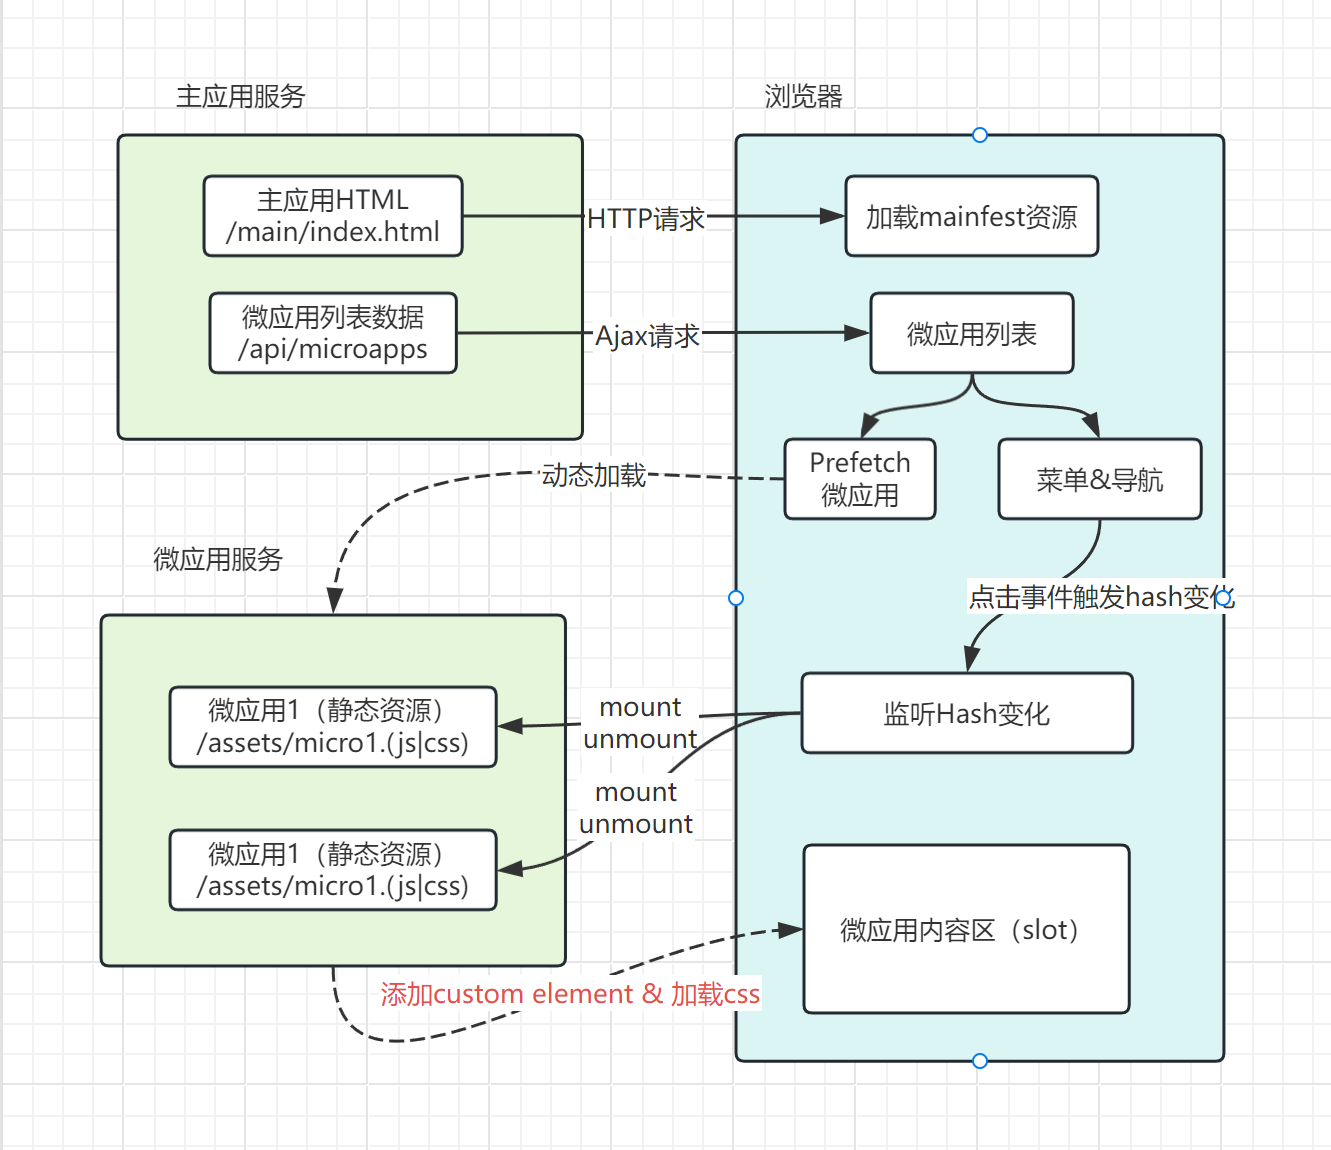 主应用服务
浏览器
主应用HTML
/main/index.html
HTTP请求
加载mainfest资源
微应用列表数据
/api/microapps
Ajax请求
微应用列表
Prefetch
微应用
菜单&导航
动态加载
微应用服务
点击事件触发hash变化
微应用1（静态资源）
/assets/micro1.(js|css)
mount
unmount
监听Hash变化
mount
unmount
微应用1（静态资源）
/assets/micro1.(js|css)
微应用内容区（slot）
添加custom element & 加载css